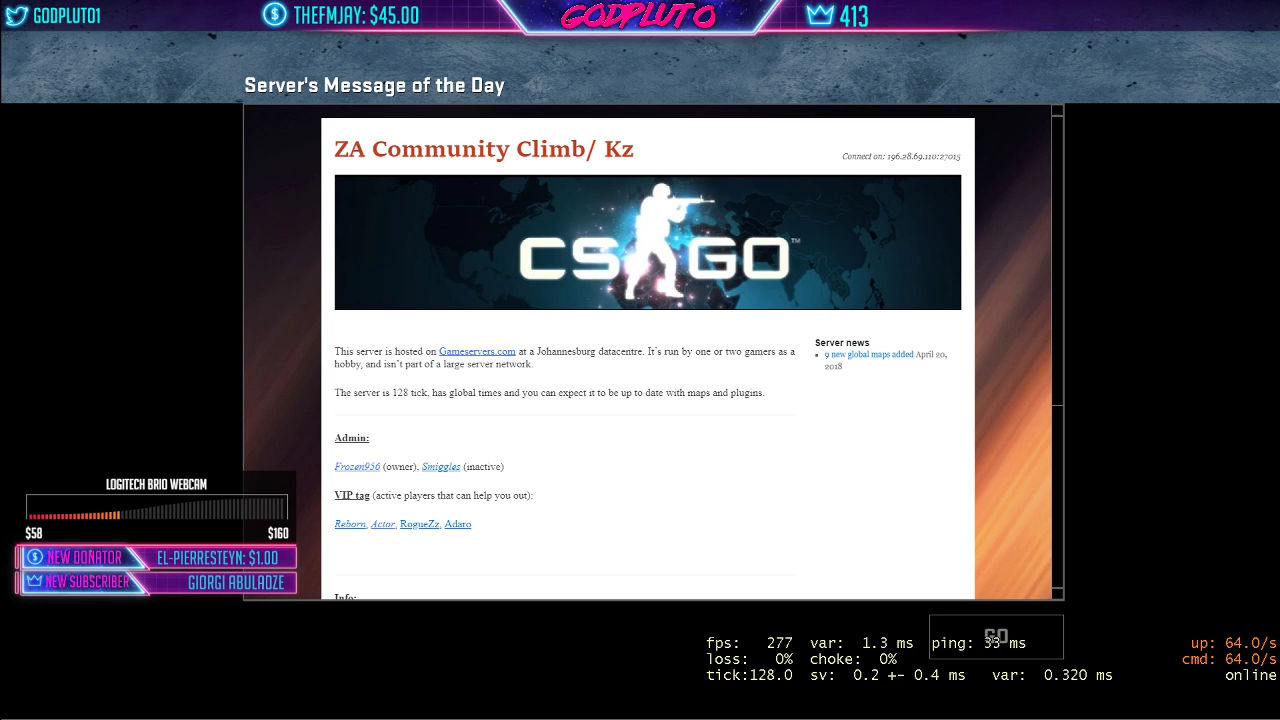 GODPLUTO1
THEFMJAY: $45.00
GODPLUTO
413
Server's Message of the Day
ZA Community Climb/ Kz
Connect on: 196.28.69.110:27015
CS GO™
This server is hosted on Gameservers.com at a Johannesburg datacentre. It's run by one or two gamers as a
hobby, and isn't part of a large server network.
The server is 128 tick, has global times and you can expect it to be up to date with maps and plugins.
Server news
9 new global maps added April 20,
2018
Admin:
Frozen956 (owner), Smiggles (inactive)
VIP tag (active players that can help you out):
Reborn, Actor, RogueZz, Adaro
Info:
LOGITECH BRIO WEBCAM
$58 $160
NEW DONATOR EL-PIERRESTEYN: $1.00
NEW SUBSCRIBER GIORGI ABULADZE
GO
fps: 277 var: 1.3 ms ping: 33 ms up: 64.0/s
loss: 0% choke: 0% cmd: 64.0/s
tick:128.0 sv: 0.2 +- 0.4 ms var: 0.320 ms online